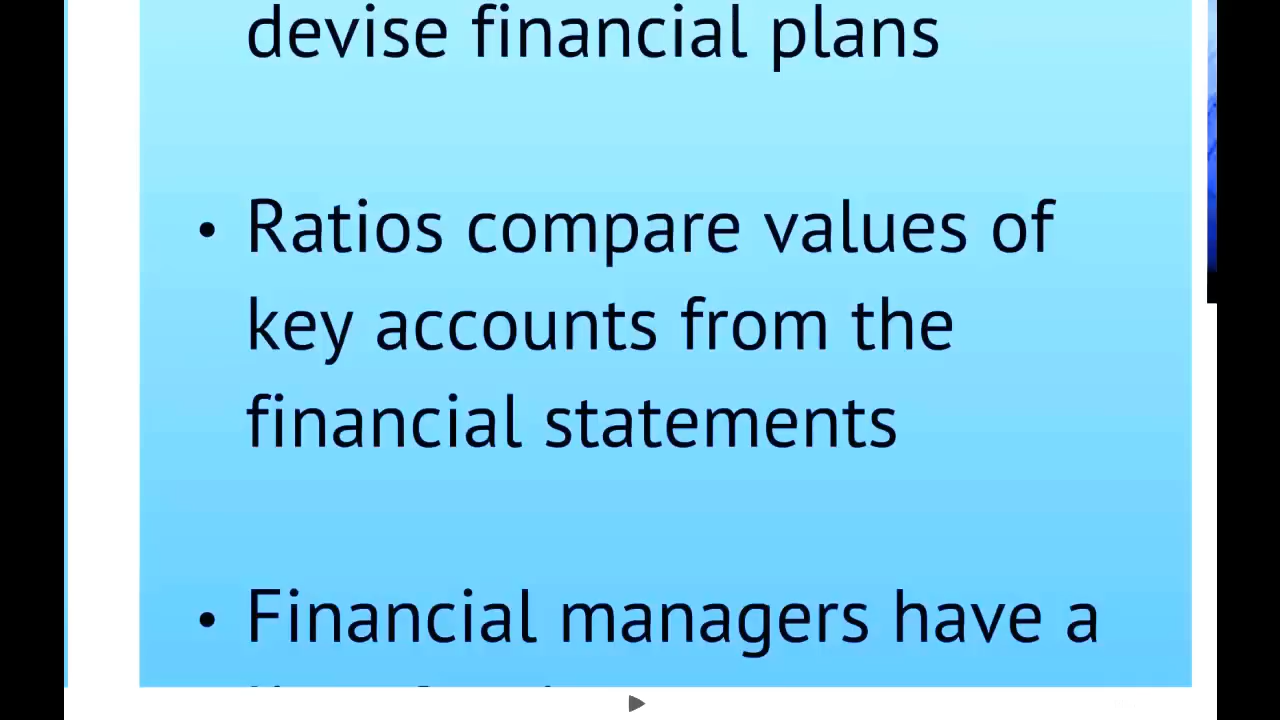 devise financial plans
• Ratios compare values of
key accounts from the
financial statements
• Financial managers have a